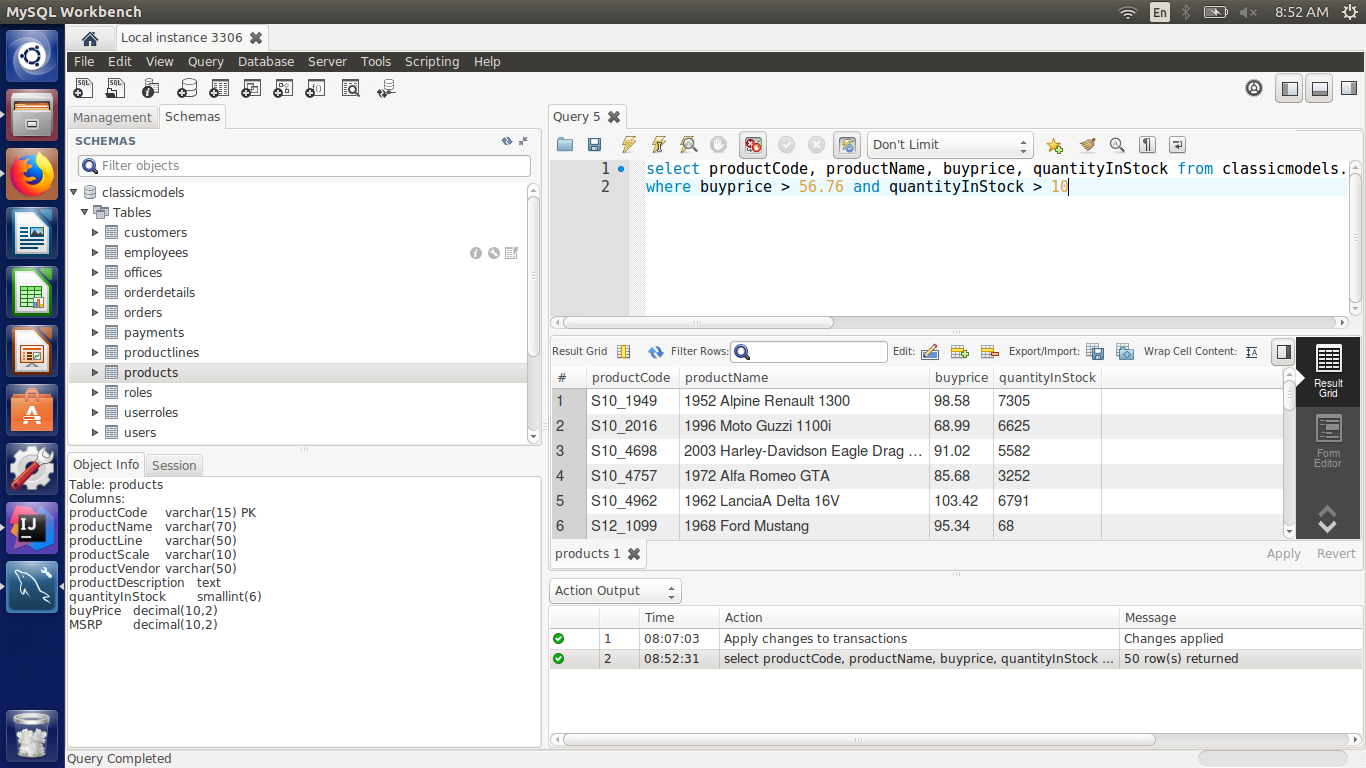 MySQL Workbench
En
8:52 AM
Local instance 3306
File Edit View Query Database Server Tools Scripting Help
Management Schemas
SCHEMAS
Filter objects
classicmodels
Tables
customers
employees
offices
orderdetails
orders
payments
productlines
products
roles
userroles
users
Object Info Session
Table: products
Columns:
productCode varchar(15) PK
productName varchar(70)
productLine varchar(50)
productScale varchar(10)
productVendor varchar(50)
productDescription text
quantityInStock smallint(6)
buyPrice decimal(10,2)
MSRP decimal(10,2)
Query 5
Don't Limit
1 select productCode, productName, buyprice, quantityInStock from classicmodels.
2 where buyprice > 56.76 and quantityInStock > 10
Result Grid Filter Rows: Edit: Export/Import: Wrap Cell Content: IA
# productCode productName buyprice quantityInStock
1 S10_1949 1952 Alpine Renault 1300 98.58 7305
2 S10_2016 1996 Moto Guzzi 1100i 68.99 6625
3 S10_4698 2003 Harley-Davidson Eagle Drag ... 91.02 5582
4 S10_4757 1972 Alfa Romeo GTA 85.68 3252
5 S10_4962 1962 LanciaA Delta 16V 103.42 6791
6 S12_1099 1968 Ford Mustang 95.34 68
Result
Grid
Form
Editor
products 1
Apply Revert
Action Output
Time Action Message
1 08:07:03 Apply changes to transactions Changes applied
2 08:52:31 select productCode, productName, buyprice, quantityInStock ... 50 row(s) returned
Query Completed